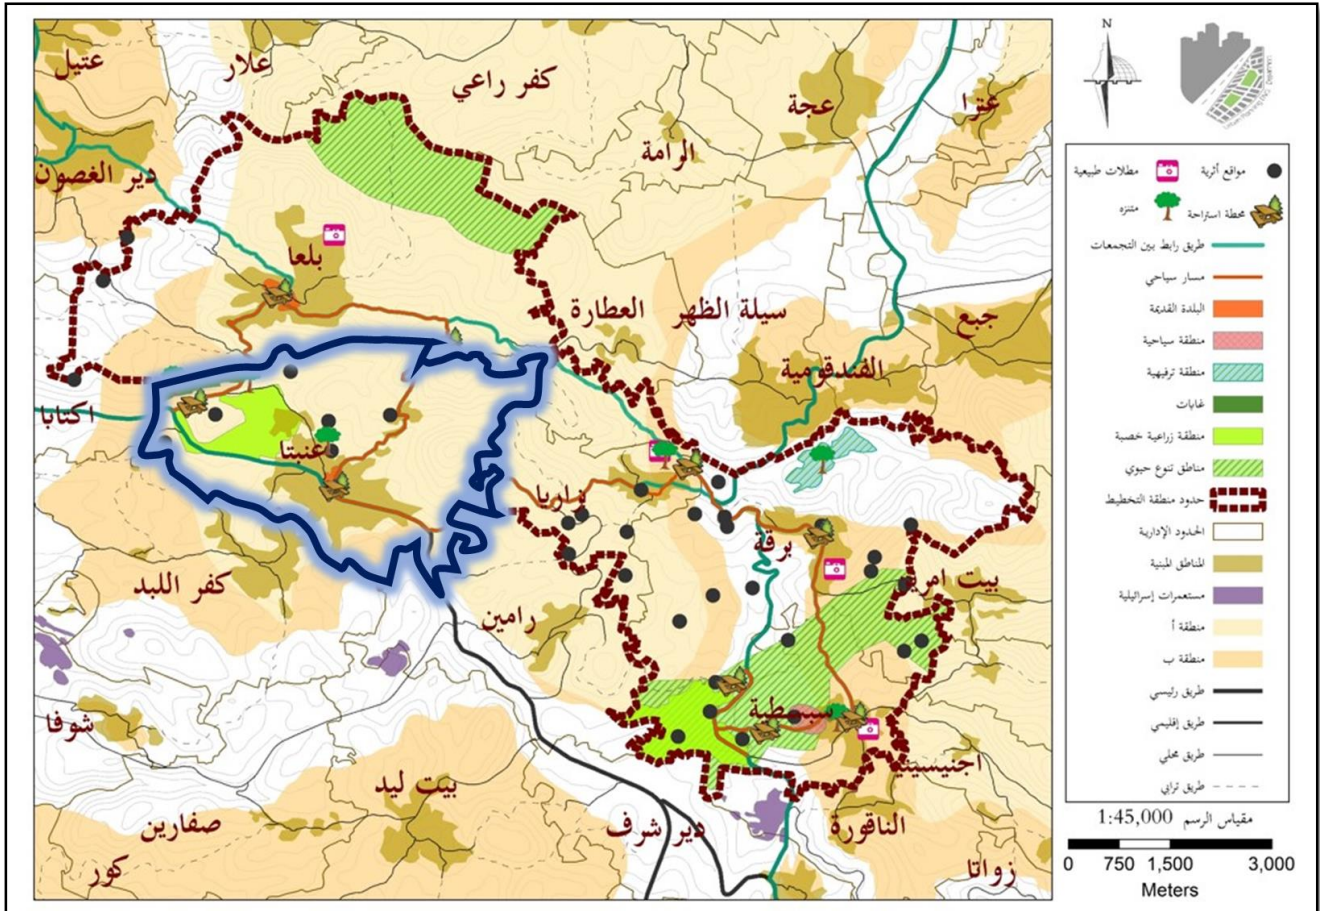 عتيل
علار
كفر راعي
عجة
عنزا
الرامة
دير الغصون
بلعا
سيلة الظهر
العطارة
جبع
الفندقومية
اكتابا
عنبتا
بزاريا
برقة
بيت امرين
كفر اللبد
رامين
سبسطية
شوفا
اجنيسينيا
بيت ليد
صفارين
دير شرف
الناقورة
كور
زواتا
N
مواقع أثرية
مطلات طبيعية
محطة استراحة
متنزه
طريق رابط بين التجمعات
مسار سياحي
البلدة القديمة
منطقة سياحية
منطقة ترفيهية
غابات
منطقة زراعية خصبة
مناطق تنوع حيوي
حدود منطقة التخطيط
الحدود الإدارية
المناطق المبنية
مستعمرات إسرائيلية
منطقة أ
منطقة ب
طريق رئيسي
طريق إقليمي
طريق محلي
طريق ترابي
مقياس الرسم 1:45,000
0 750 1,500 3,000
Meters